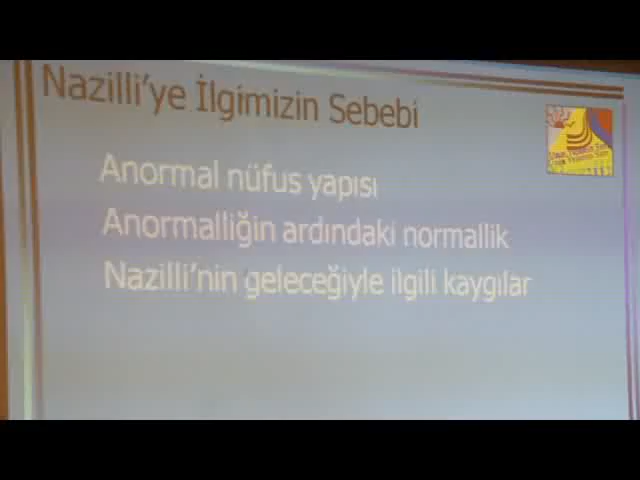 Nazilli'ye İlgimizin Sebebi
Anormal nüfus yapısı
Anormalliğin ardındaki normallik
Nazilli'nin geleceğiyle ilgili kaygılar